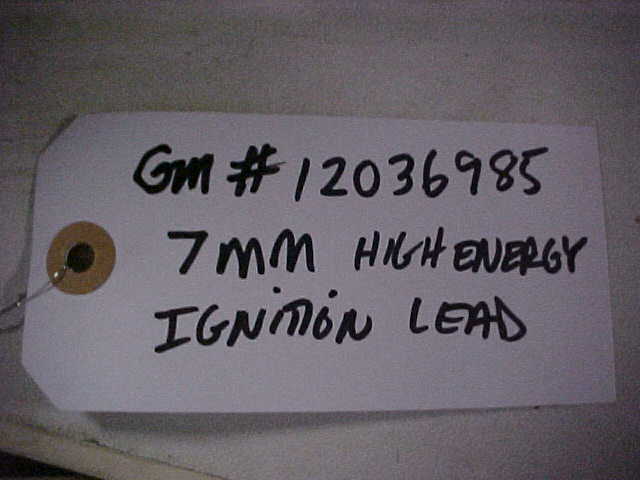 GM # 12036985
7MM HIGH ENERGY
IGNITION LEAD